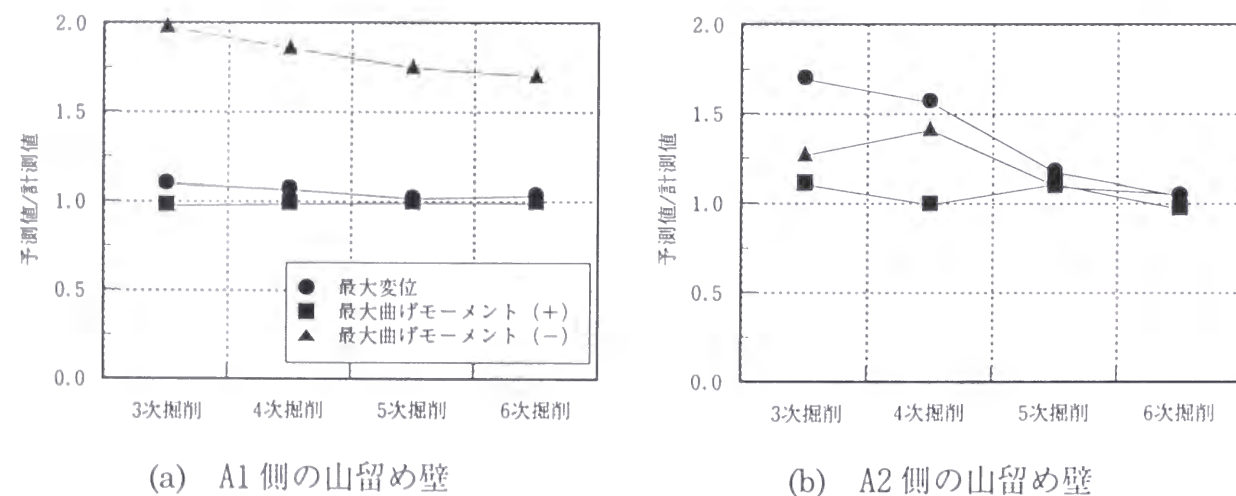 2.0
1.5
1.0
0.5
0.0
予測値/計測値
● 最大変位
■ 最大曲げモーメント (+)
▲ 最大曲げモーメント (−)
3次掘削 4次掘削 5次掘削 6次掘削
(a) A1側の山留め壁
2.0
1.5
1.0
0.5
0.0
予測値/計測値
3次掘削 4次掘削 5次掘削 6次掘削
(b) A2側の山留め壁